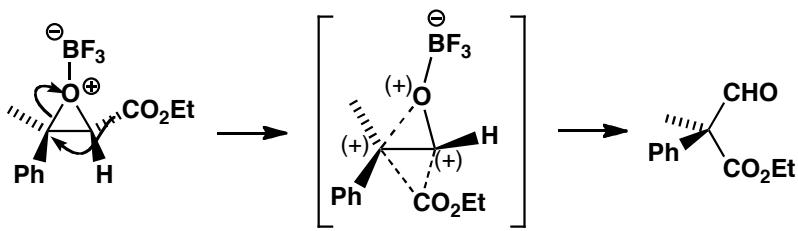 ⊖
BF₃
O ⊕
CO₂Et
Ph H
⊖
BF₃
(+)
O
H
(+) (+)
Ph
CO₂Et
CHO
Ph
CO₂Et